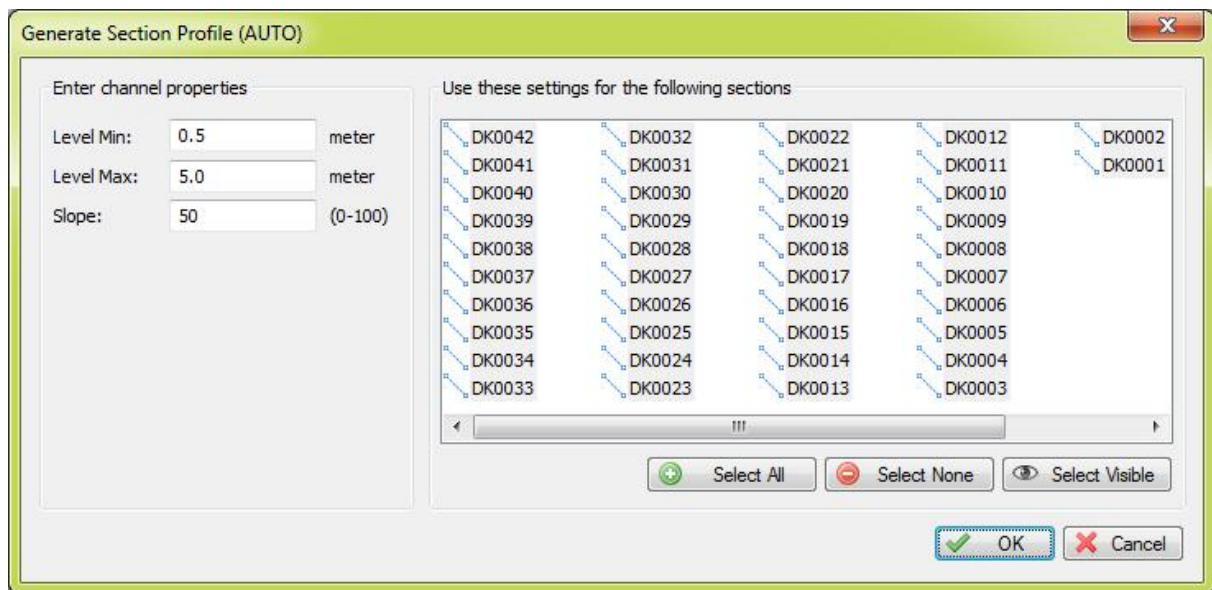 Generate Section Profile (AUTO)
Enter channel properties
Level Min: 0.5 meter
Level Max: 5.0 meter
Slope: 50 (0-100)
Use these settings for the following sections
DK0042 DK0032 DK0022 DK0012 DK0002
DK0041 DK0031 DK0021 DK0011 DK0001
DK0040 DK0030 DK0020 DK0010
DK0039 DK0029 DK0019 DK0009
DK0038 DK0028 DK0018 DK0008
DK0037 DK0027 DK0017 DK0007
DK0036 DK0026 DK0016 DK0006
DK0035 DK0025 DK0015 DK0005
DK0034 DK0024 DK0014 DK0004
DK0033 DK0023 DK0013 DK0003
Select All Select None Select Visible
OK Cancel